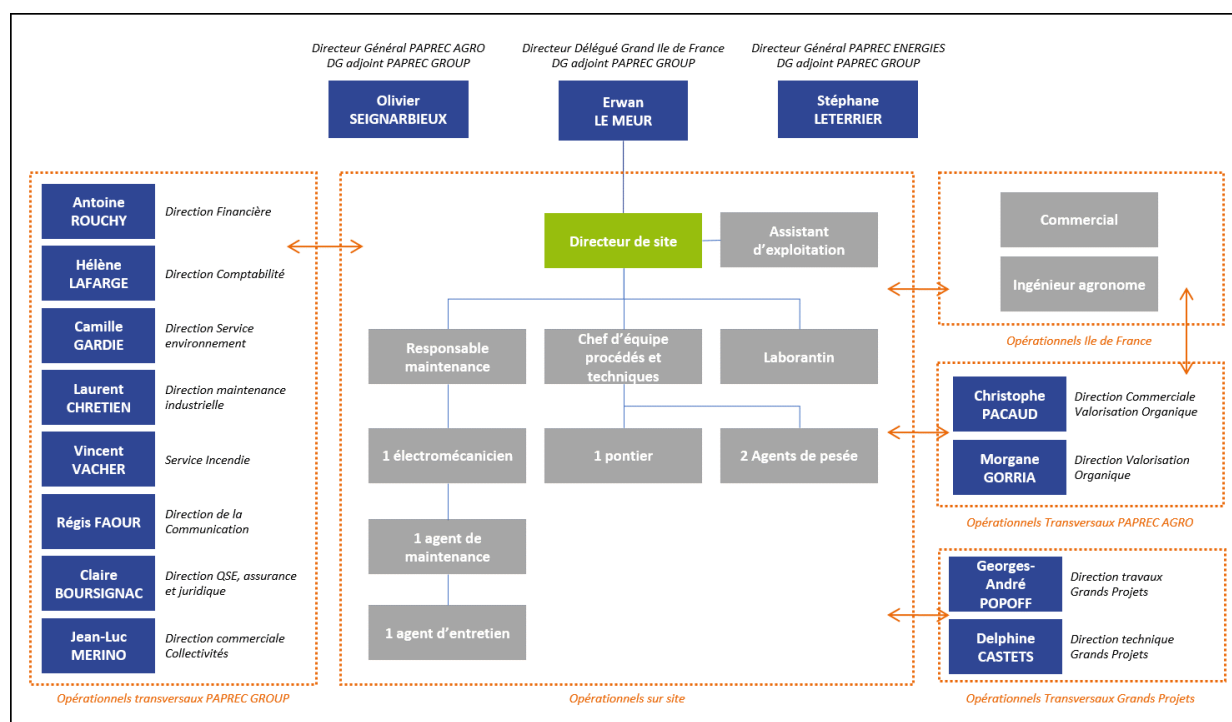 Directeur Général PAPREC AGRO
DG adjoint PAPREC GROUP
Olivier
SEIGNARBIEUX
Directeur Délégué Grand Ile de France
DG adjoint PAPREC GROUP
Erwan
LE MEUR
Directeur Général PAPREC ENERGIES
DG adjoint PAPREC GROUP
Stéphane
LETERRIER
Antoine
ROUCHY
Direction Financière
Hélène
LAFARGE
Direction Comptabilité
Camille
GARDIE
Direction Service
environnement
Laurent
CHRETIEN
Direction maintenance
industrielle
Vincent
VACHER
Service Incendie
Régis FAOUR
Direction de la
Communication
Claire
BOURSIGNAC
Direction QSE, assurance
et juridique
Jean-Luc
MERINO
Direction commerciale
Collectivités
Opérationnels transversaux PAPREC GROUP
Directeur de site
Assistant
d'exploitation
Responsable
maintenance
Chef d'équipe
procédés et
techniques
Laborantin
1 électromécanicien
1 pontier
2 Agents de pesée
1 agent de
maintenance
1 agent d'entretien
Opérationnels sur site
Commercial
Ingénieur agronome
Opérationnels Ile de France
Christophe
PACAUD
Direction Commerciale
Valorisation Organique
Morgane
GORRIA
Direction Valorisation
Organique
Opérationnels Transversaux PAPREC AGRO
Georges-
André
POPOFF
Direction travaux
Grands Projets
Delphine
CASTETS
Direction technique
Grands Projets
Opérationnels Transversaux Grands Projets